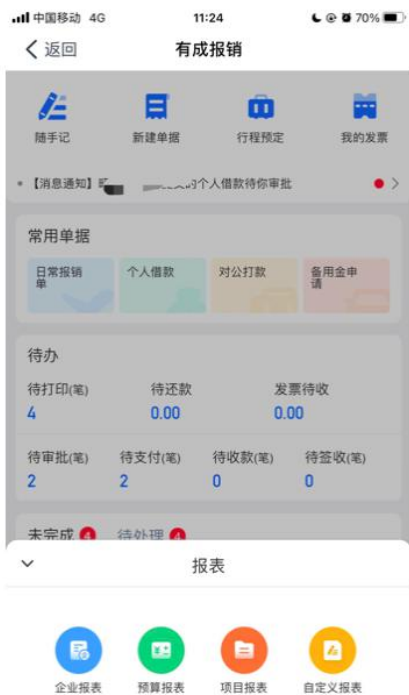 中国移动 4G 11:24 70%
返回 有成报销
随手记 新建单据 行程预定 我的发票
【消息通知】 的个人借款待你审批
常用单据
日常报销 个人借款 对公打款 备用金申
单 请
待办
待打印(笔) 待还款 发票待收
4 0.00 0.00
待审批(笔) 待支付(笔) 待收款(笔) 待签收(笔)
2 2 0 0
未完成 4 待处理 4
报表
企业报表 预算报表 项目报表 自定义报表